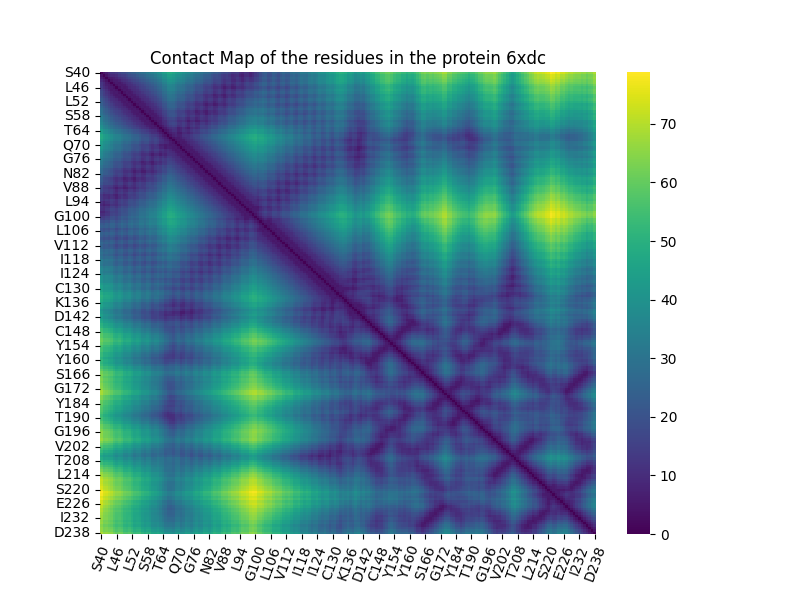 Contact Map of the residues in the protein 6xdc
S40
L46
L52
S58
T64
Q70
G76
N82
V88
L94
G100
L106
V112
I118
I124
C130
K136
D142
C148
Y154
Y160
S166
G172
Y184
T190
G196
V202
T208
L214
S220
E226
I232
D238
70
60
50
40
30
20
10
0
S40 L46 L52 S58 T64 Q70 G76 N82 V88 L94 G100 L106 V112 I118 I124 C130 K136 D142 C148 Y154 Y160 S166 G172 Y184 T190 G196 V202 T208 L214 S220 E226 I232 D238